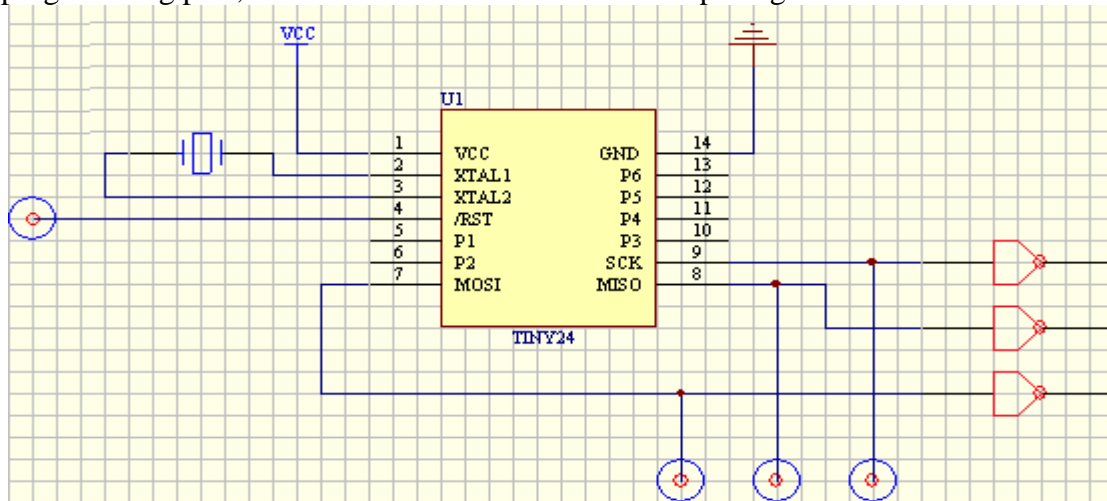 VCC
U1
1 VCC GND 14
2 XTAL1 P6 13
3 XTAL2 P5 12
4 /RST P4 11
5 P1 P3 10
6 P2 SCK 9
7 MOSI MISO 8
TINY24